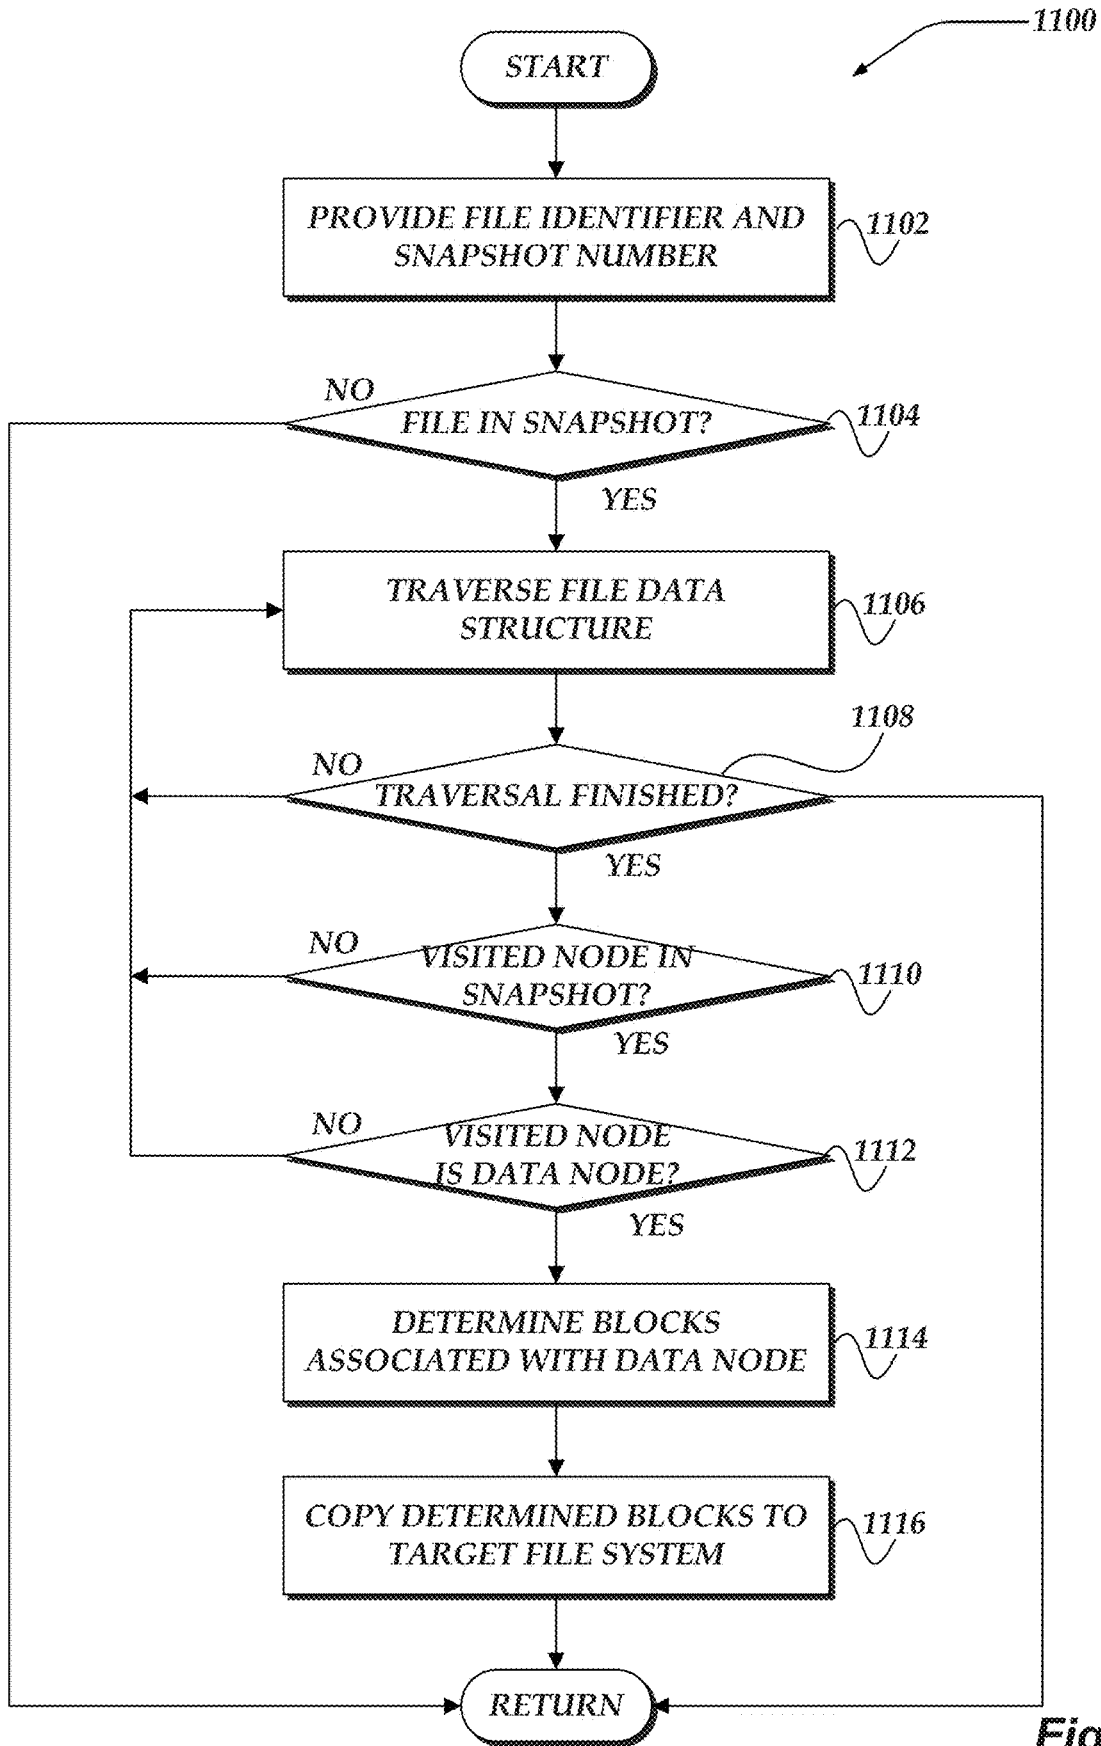 1100
START
PROVIDE FILE IDENTIFIER AND
SNAPSHOT NUMBER
1102
NO
FILE IN SNAPSHOT?
1104
YES
TRAVERSE FILE DATA
STRUCTURE
1106
1108
NO
TRAVERSAL FINISHED?
YES
NO
VISITED NODE IN
SNAPSHOT?
1110
YES
NO
VISITED NODE
IS DATA NODE?
1112
YES
DETERMINE BLOCKS
ASSOCIATED WITH DATA NODE
1114
COPY DETERMINED BLOCKS TO
TARGET FILE SYSTEM
1116
RETURN
Fig